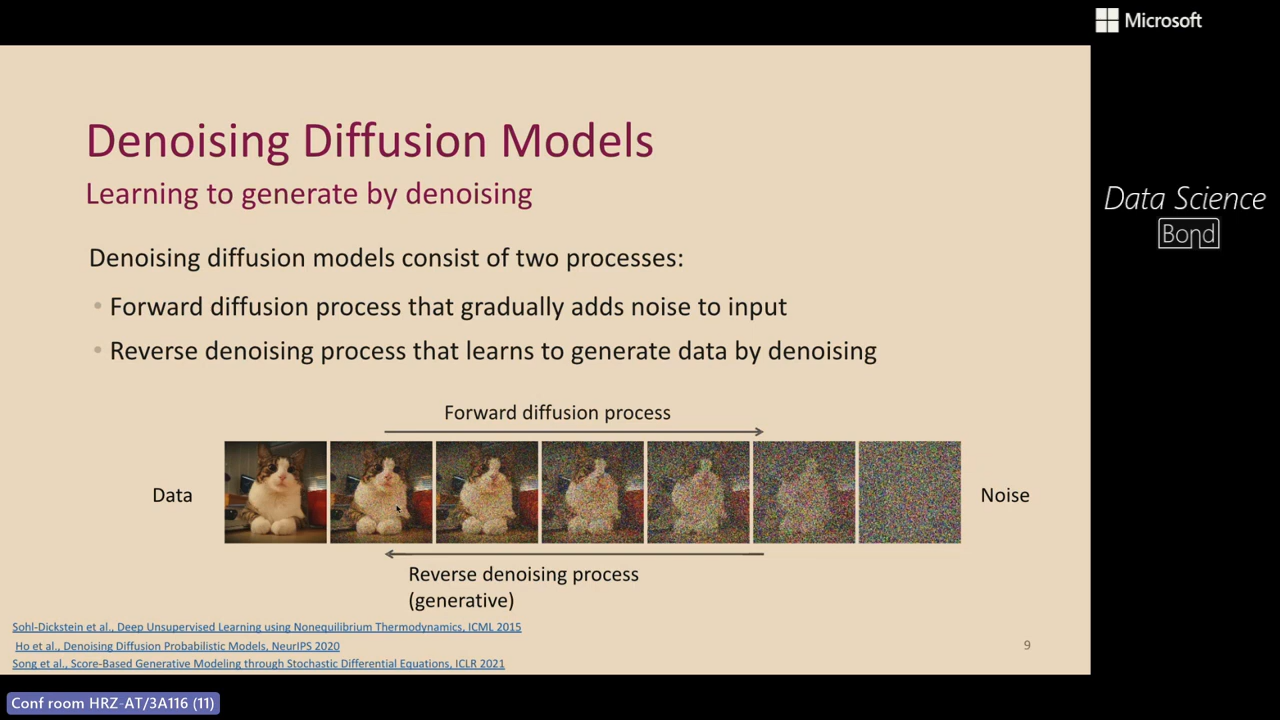 Microsoft
Data Science
Bond
Denoising Diffusion Models
Learning to generate by denoising
Denoising diffusion models consist of two processes:
• Forward diffusion process that gradually adds noise to input
• Reverse denoising process that learns to generate data by denoising
Forward diffusion process
Data
Noise
Reverse denoising process
(generative)
Sohl-Dickstein et al., Deep Unsupervised Learning using Nonequilibrium Thermodynamics, ICML 2015
Ho et al., Denoising Diffusion Probabilistic Models, NeurIPS 2020
Song et al., Score-Based Generative Modeling through Stochastic Differential Equations, ICLR 2021
9
Conf room HRZ-AT/3A116 (11)